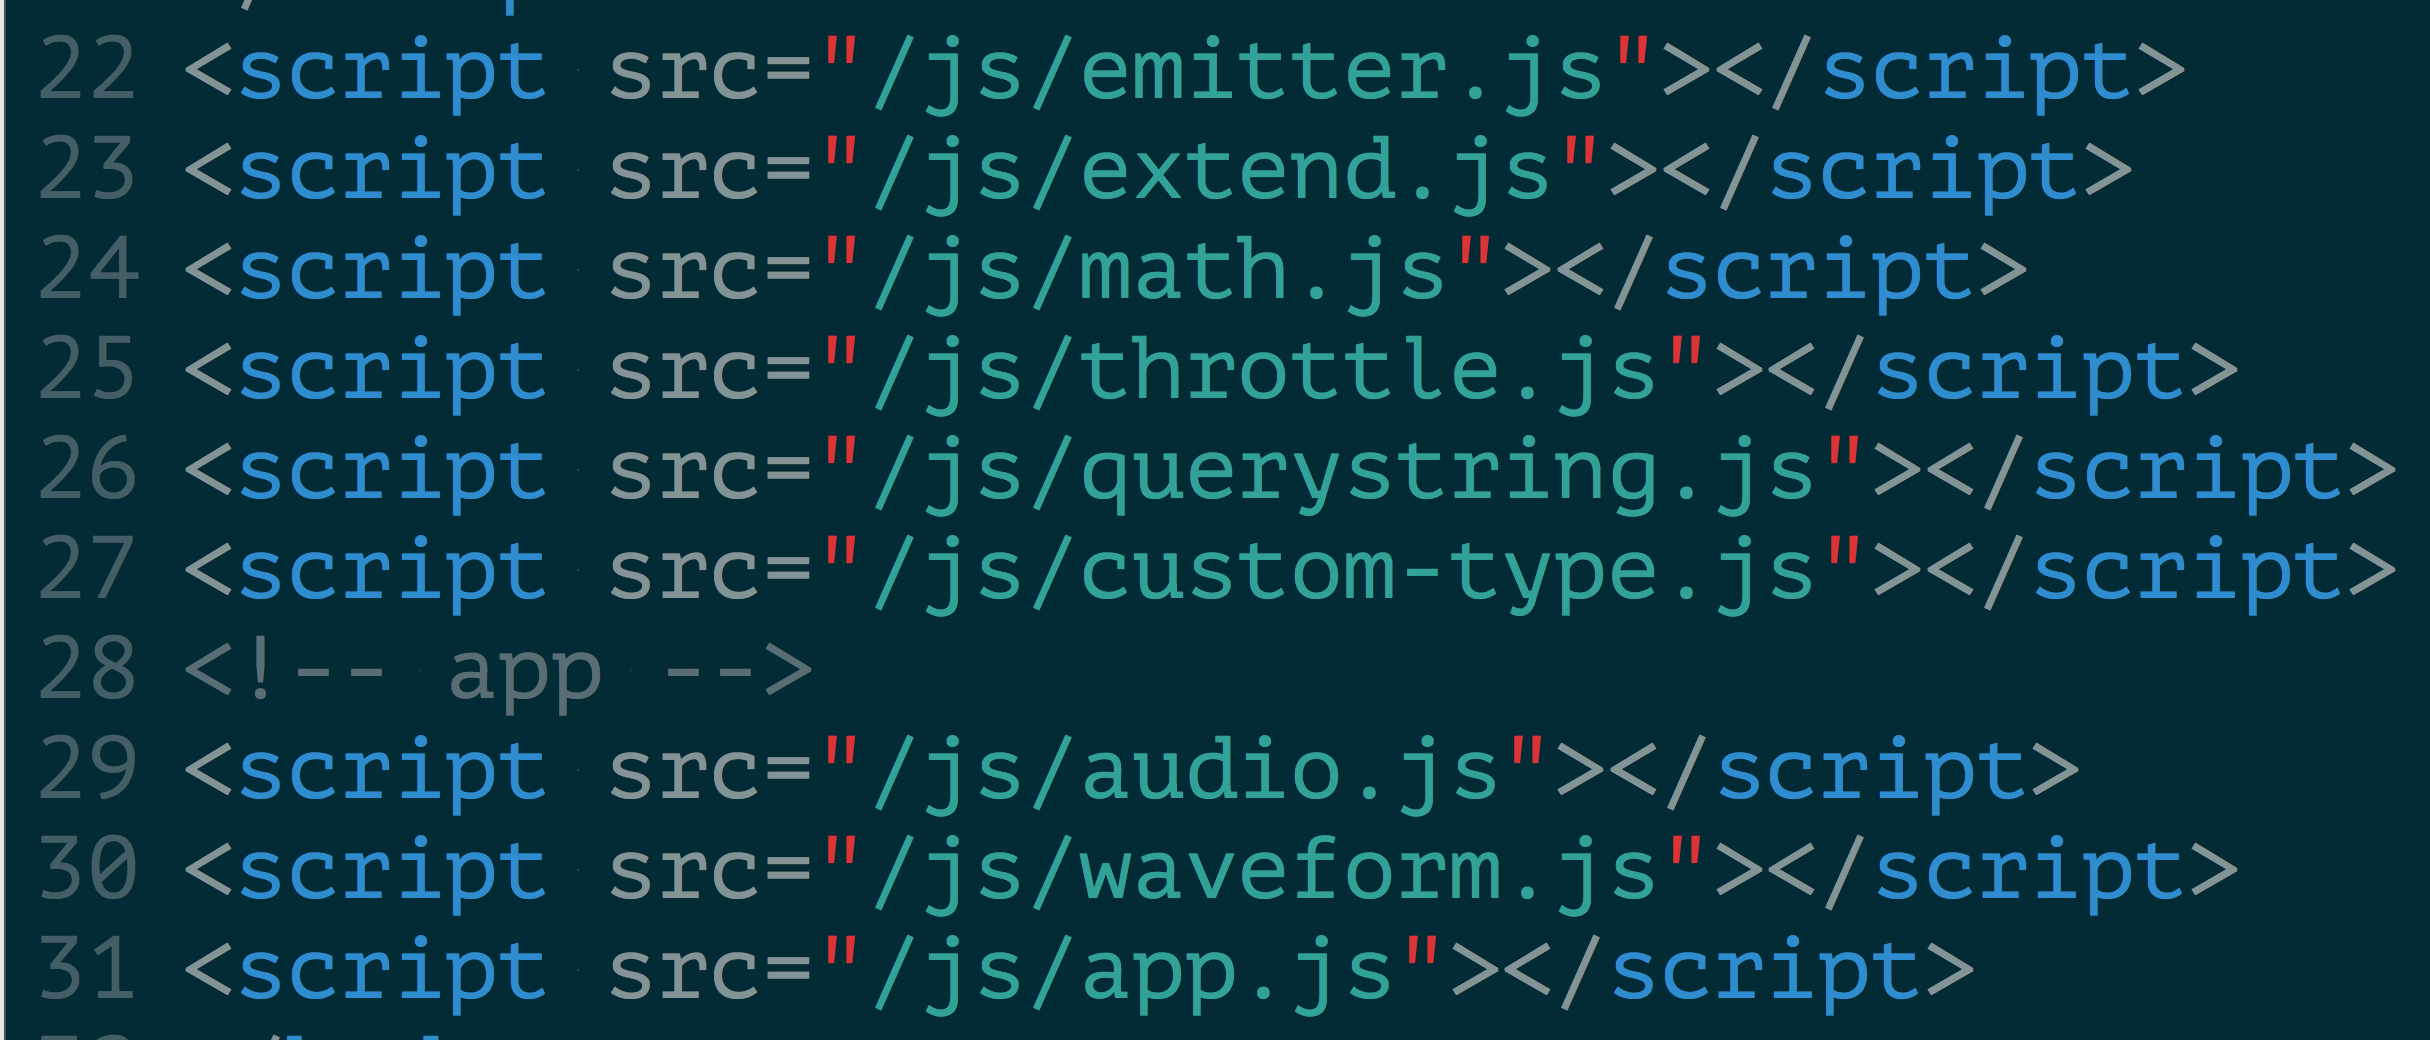 22 <script src="/js/emitter.js"></script>
23 <script src="/js/extend.js"></script>
24 <script src="/js/math.js"></script>
25 <script src="/js/throttle.js"></script>
26 <script src="/js/querystring.js"></script>
27 <script src="/js/custom-type.js"></script>
28 <!-- app -->
29 <script src="/js/audio.js"></script>
30 <script src="/js/waveform.js"></script>
31 <script src="/js/app.js"></script>